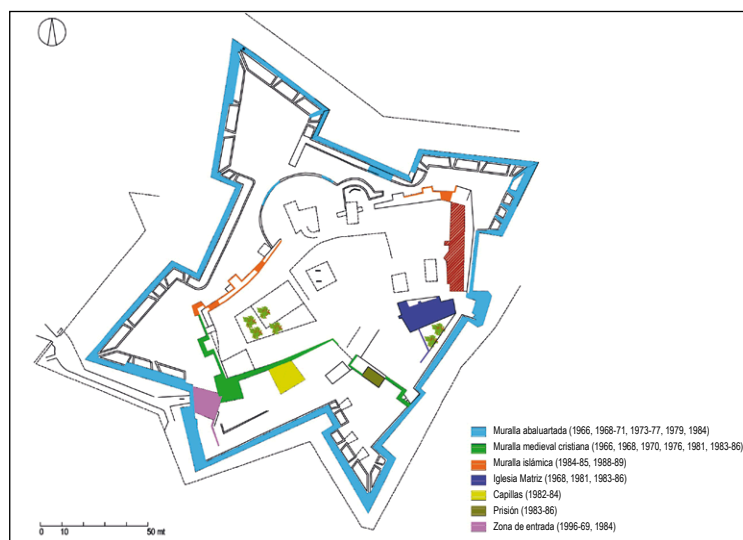 Muralla abaluartada (1966, 1968-71, 1973-77, 1979, 1984)
Muralla medieval cristiana (1966, 1968, 1970, 1976, 1981, 1983-86)
Muralla islámica (1984-85, 1988-89)
Iglesia Matriz (1968, 1981, 1983-86)
Capillas (1982-84)
Prisión (1983-86)
Zona de entrada (1996-69, 1984)
0 10 50 mt